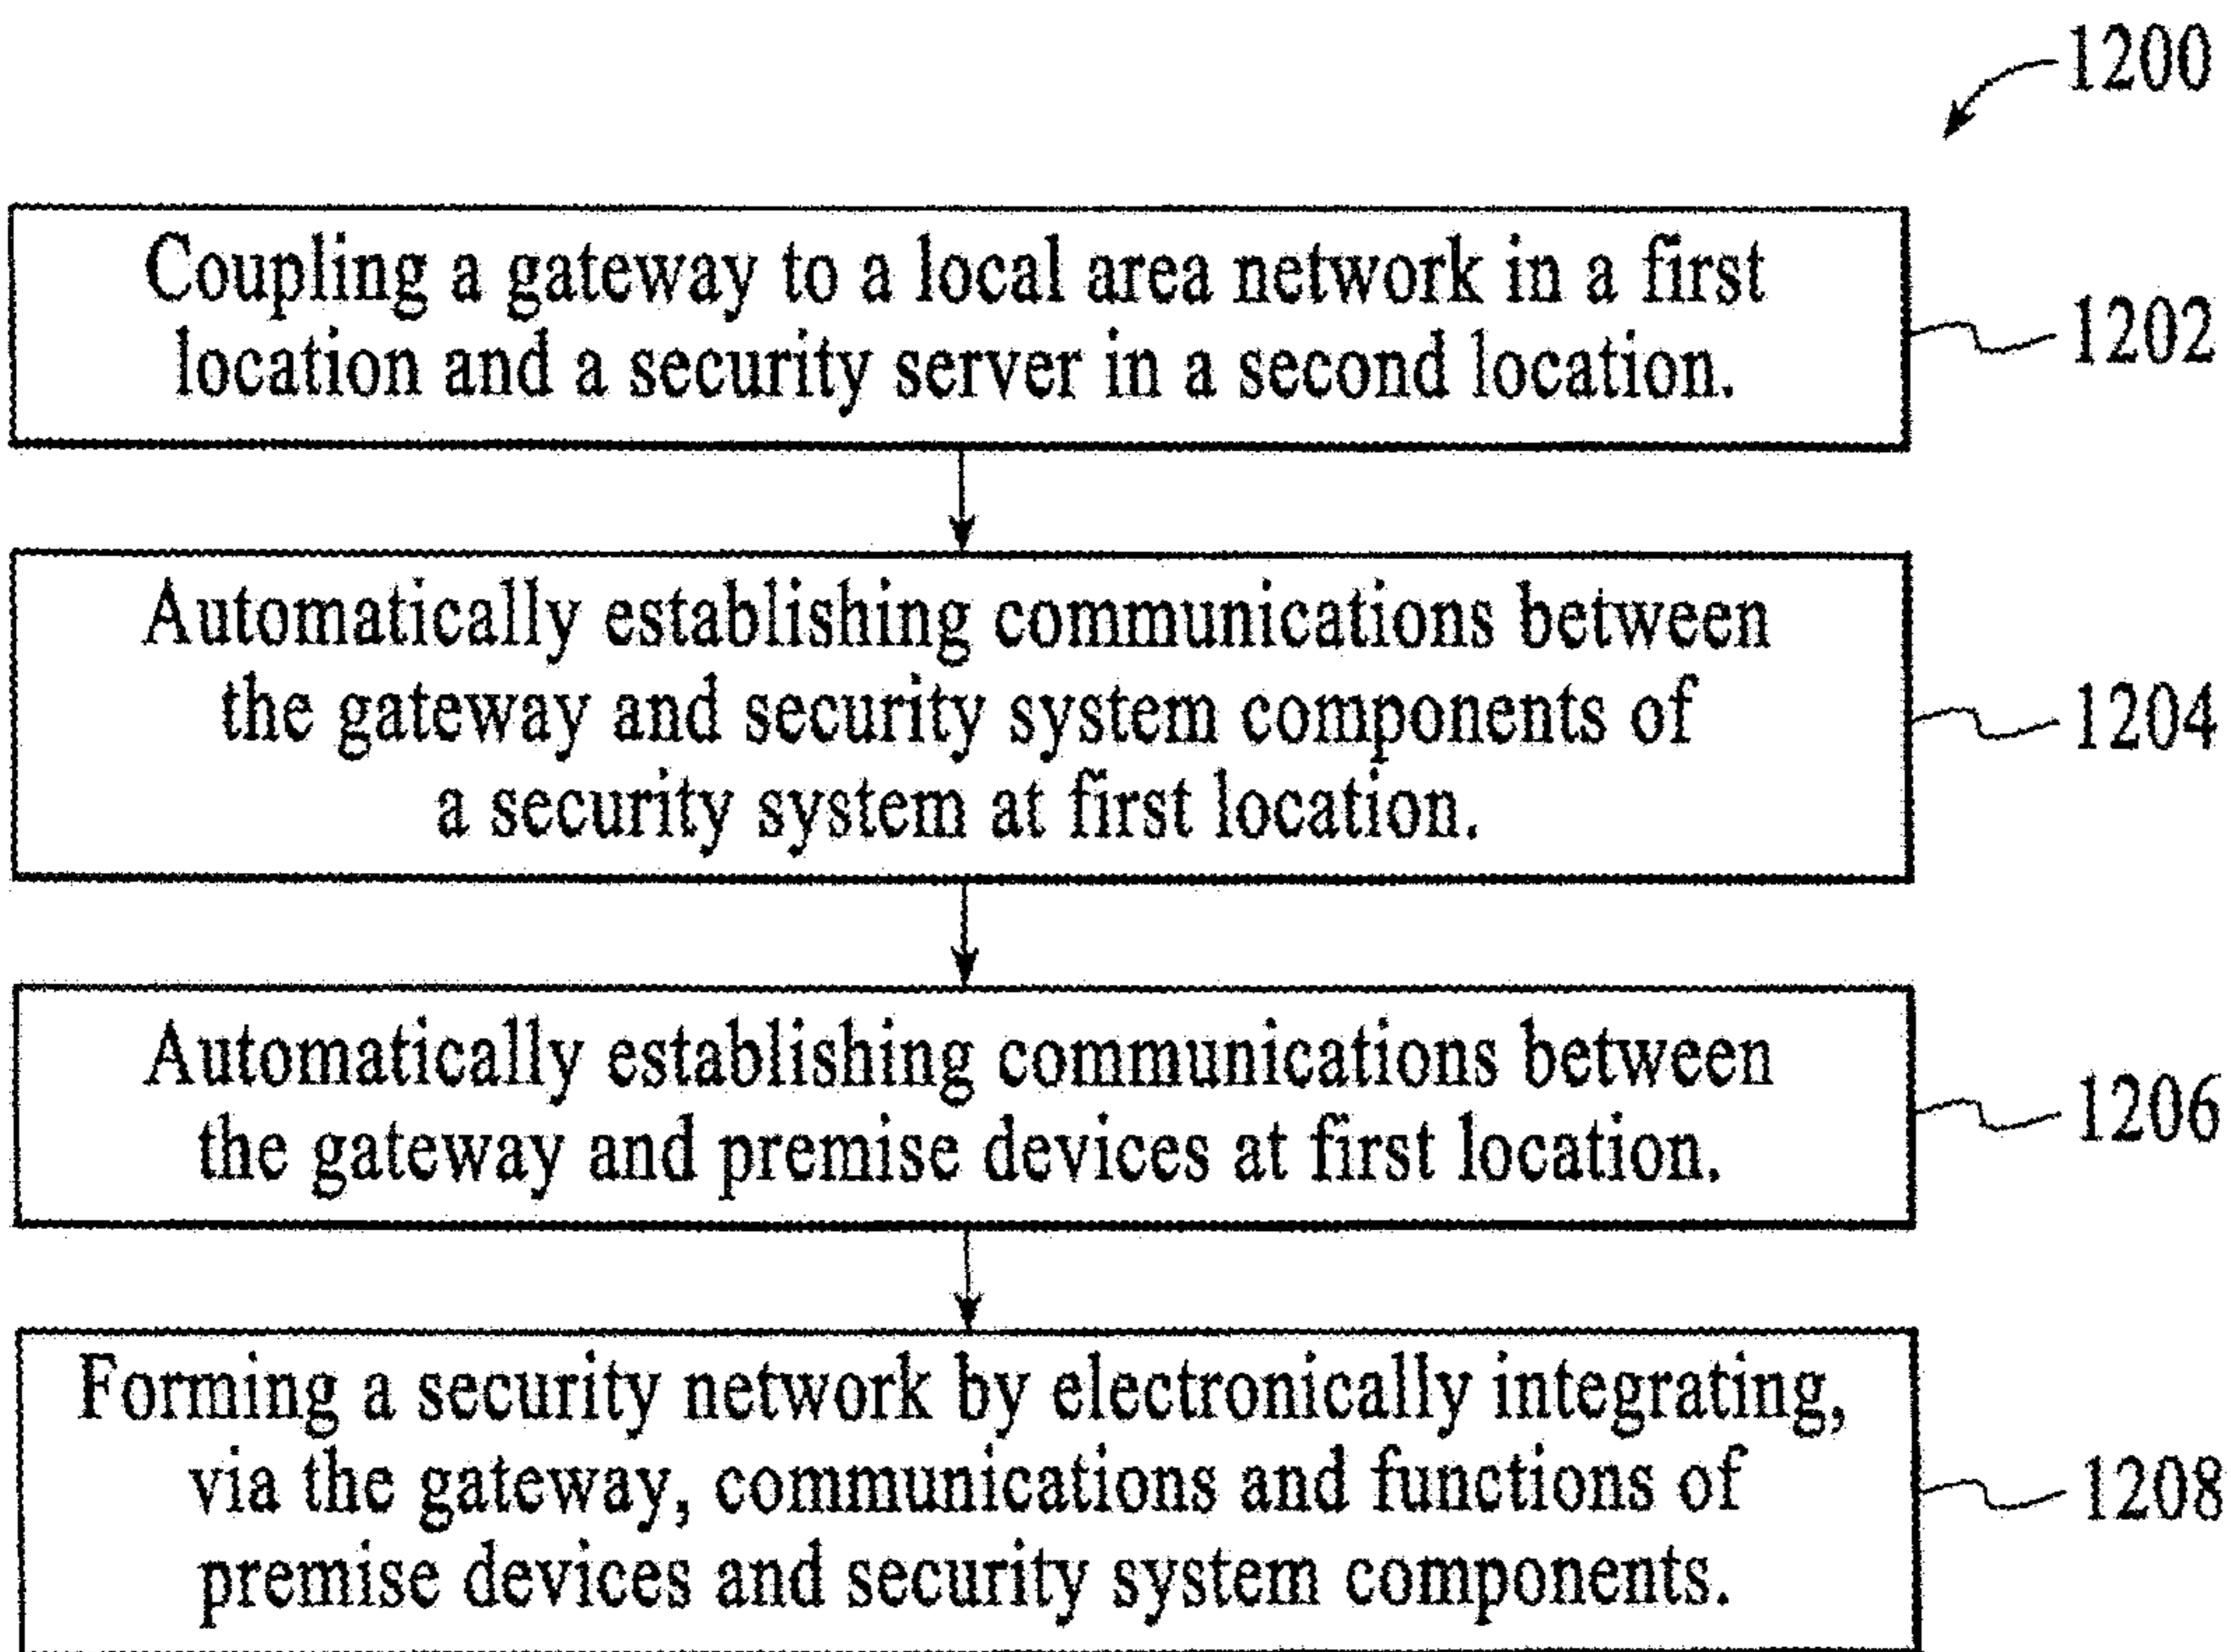 1200
Coupling a gateway to a local area network in a first
location and a security server in a second location.
1202
Automatically establishing communications between
the gateway and security system components of
a security system at first location.
1204
Automatically establishing communications between
the gateway and premise devices at first location.
1206
Forming a security network by electronically integrating,
via the gateway, communications and functions of
premise devices and security system components.
1208